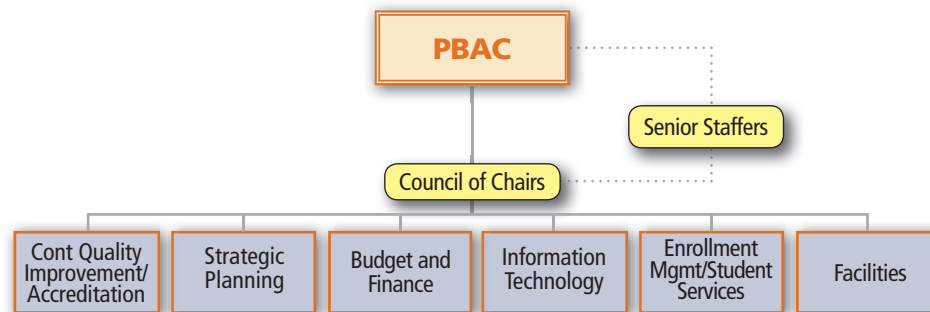 PBAC
Senior Staffers
Council of Chairs
Cont Quality
Improvement/
Accreditation
Strategic
Planning
Budget and
Finance
Information
Technology
Enrollment
Mgmt/Student
Services
Facilities